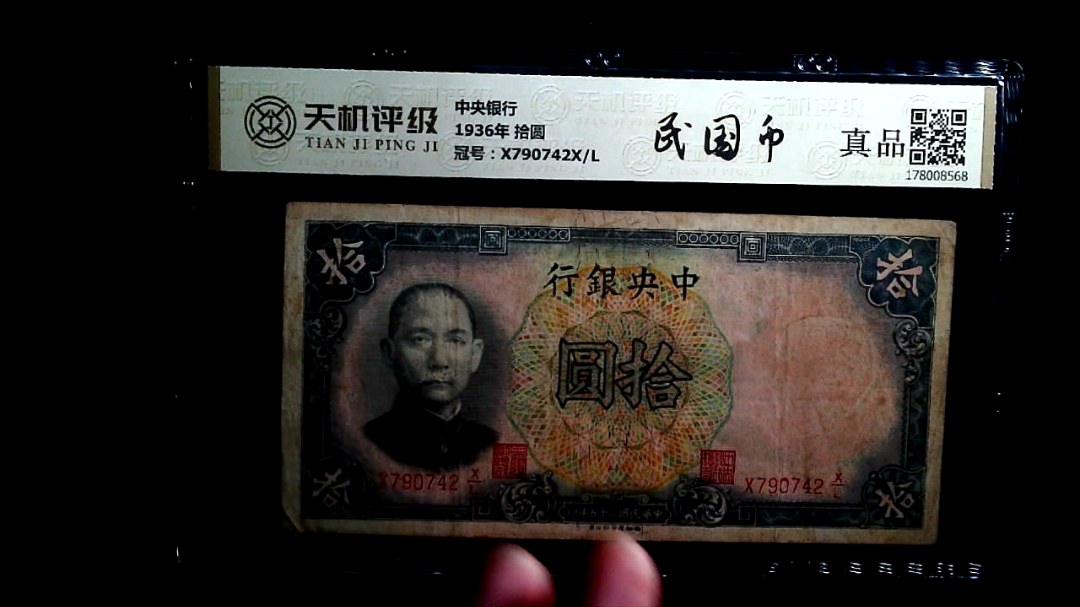 天机评级
TIAN JI PING JI
中央银行
1936年 拾圆
冠号：X790742X/L
民国币
真品
178008568
拾
拾
行銀央中
圓拾
X790742 X/L
X790742 X/L
拾
拾